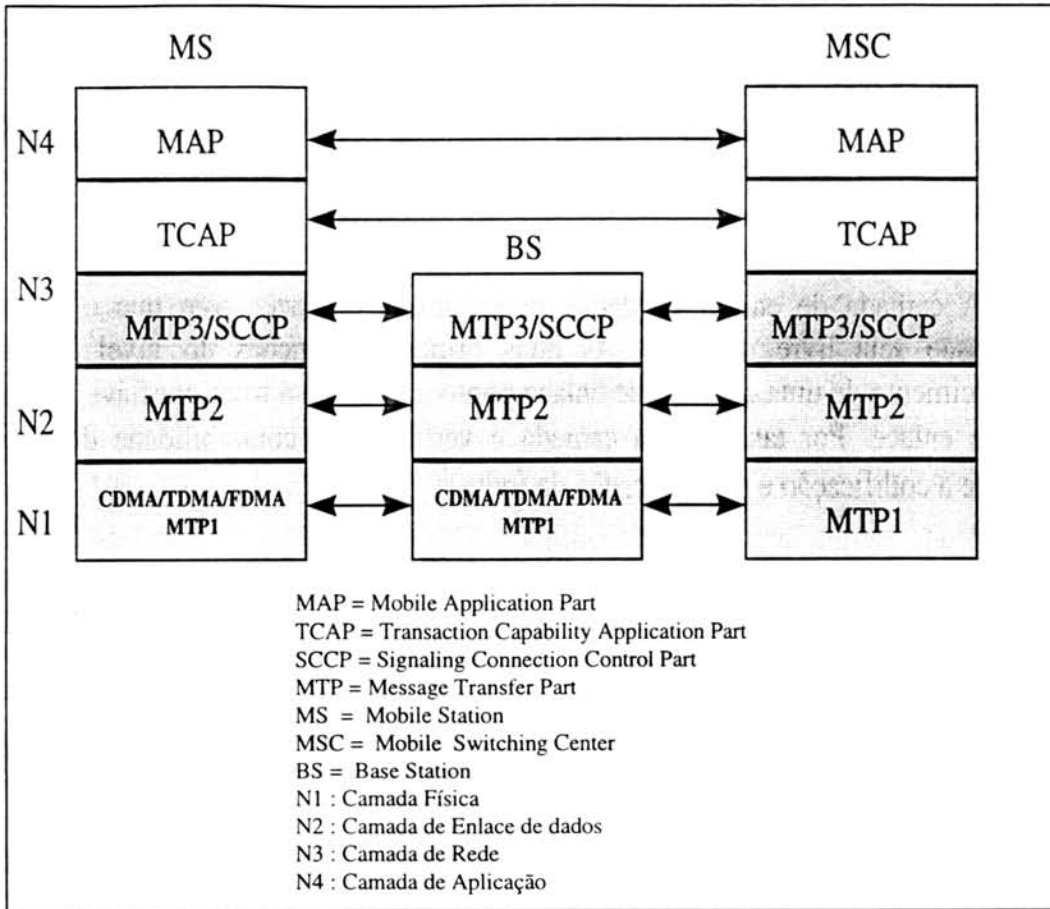 MS MSC
N4 MAP MAP
TCAP TCAP
BS
N3
MTP3/SCCP MTP3/SCCP MTP3/SCCP
N2 MTP2 MTP2 MTP2
CDMA/TDMA/FDMA CDMA/TDMA/FDMA
N1 MTP1 MTP1 MTP1
MAP = Mobile Application Part
TCAP = Transaction Capability Application Part
SCCP = Signaling Connection Control Part
MTP = Message Transfer Part
MS = Mobile Station
MSC = Mobile Switching Center
BS = Base Station
N1 : Camada Física
N2 : Camada de Enlace de dados
N3 : Camada de Rede
N4 : Camada de Aplicação